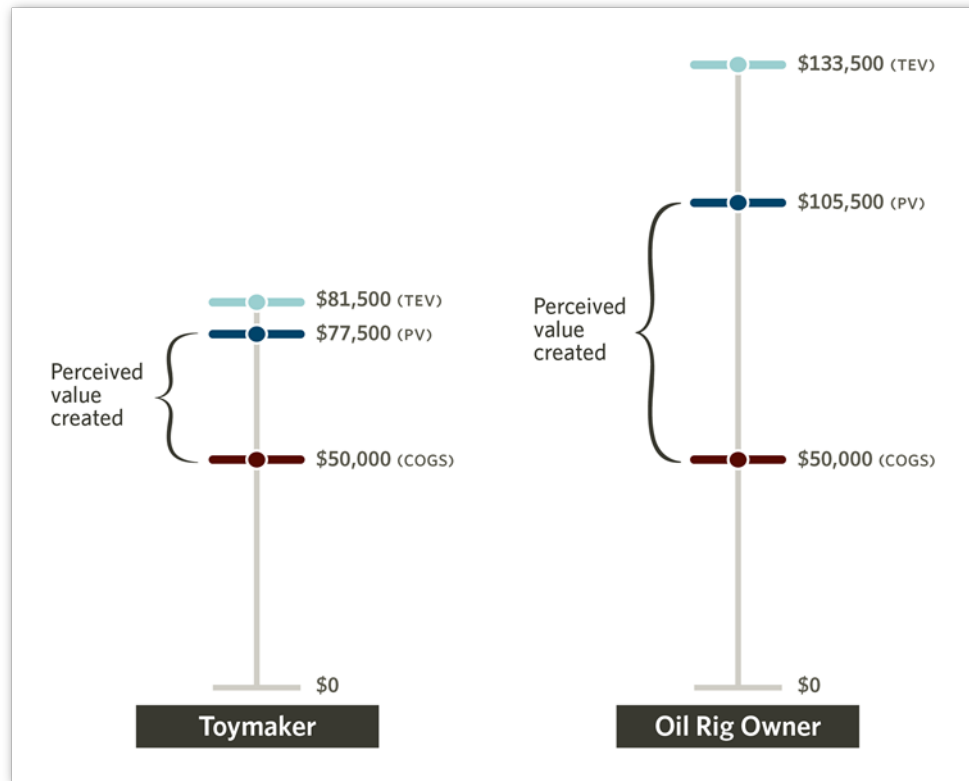 $133,500 (TEV)
$105,500 (PV)
Perceived
value
created
$81,500 (TEV)
$77,500 (PV)
Perceived
value
created
$50,000 (COGS)
$50,000 (COGS)
$0
$0
Toymaker
Oil Rig Owner